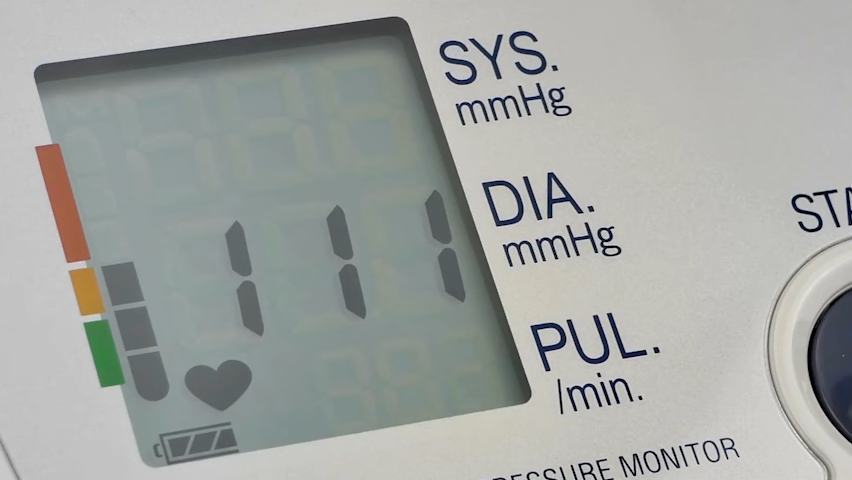 SYS.
mmHg
111
DIA.
mmHg
PUL.
/min.
STA
PRESSURE MONITOR